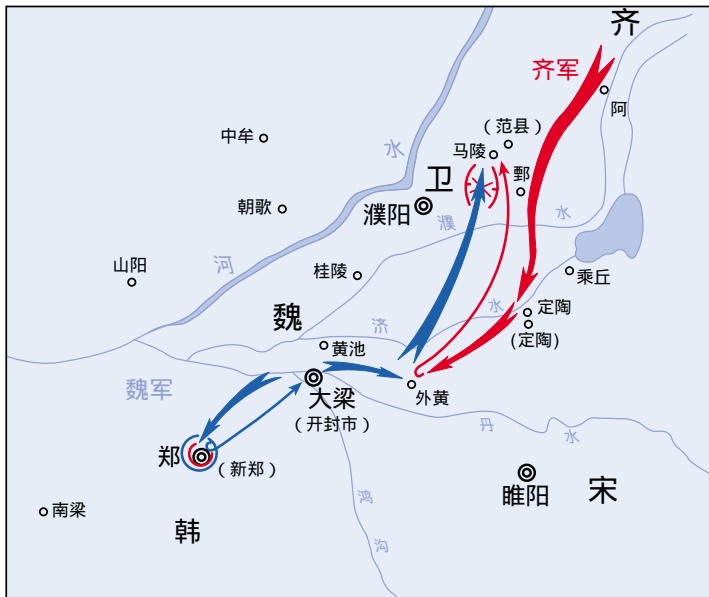 齐
齐军
阿
（范县）
中牟
马陵
水
卫
鄄
朝歌
濮阳
濮
水
河
山阳
桂陵
乘丘
魏
济
水
定陶
(定陶)
黄池
魏军
大梁
外黄
（开封市）
丹
水
郑
（新郑）
睢阳
宋
南梁
鸿
沟
韩